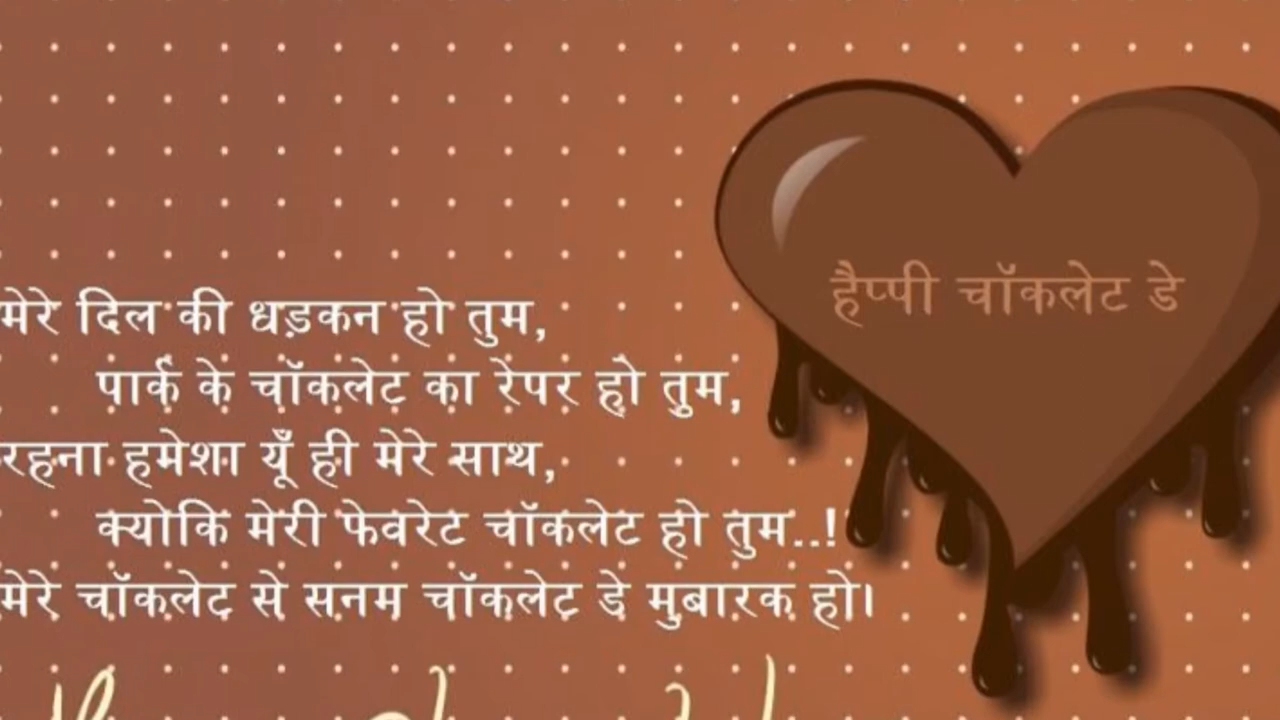 हैप्पी चॉकलेट डे
मेरे दिल की धड़कन हो तुम,
पार्क के चॉकलेट का रेपर हो तुम,
रहना हमेशा यूँ ही मेरे साथ,
क्योकि मेरी फेवरेट चॉकलेट हो तुम..!
मेरे चॉकलेट से सनम चॉकलेट डे मुबारक हो।